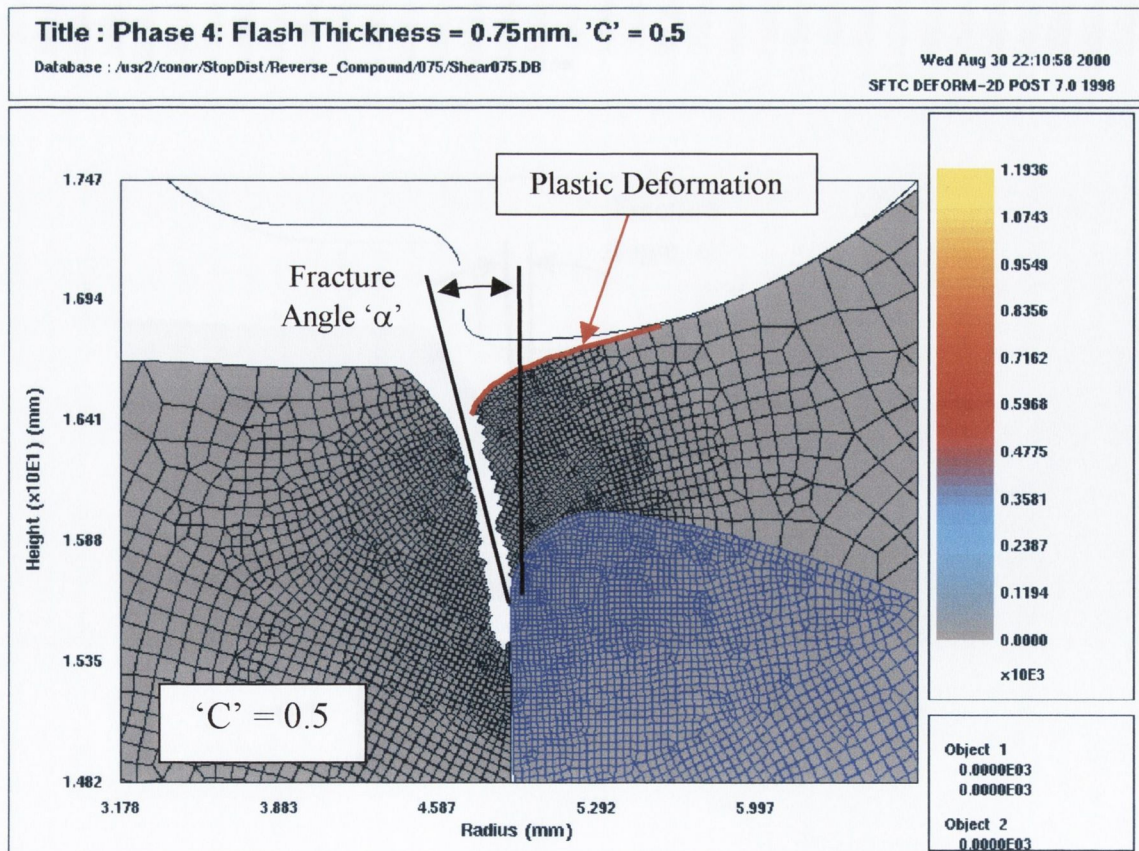 Title : Phase 4: Flash Thickness = 0.75mm. 'C' = 0.5
Database : /usr2/conor/StopDist/Reverse_Compound/075/Shear075.DB
Wed Aug 30 22:10:58 2000
SFTC DEFORM-2D POST 7.0 1998
1.747
1.694
1.641
1.588
1.535
1.482
Height (x10E1) (mm)
Plastic Deformation
Fracture
Angle ‘α’
‘C’ = 0.5
3.178
3.883
4.587
5.292
5.997
Radius (mm)
1.1936
1.0743
0.9549
0.8356
0.7162
0.5968
0.4775
0.3581
0.2387
0.1194
0.0000
x10E3
Object 1
0.0000E03
0.0000E03
Object 2
0.0000E03